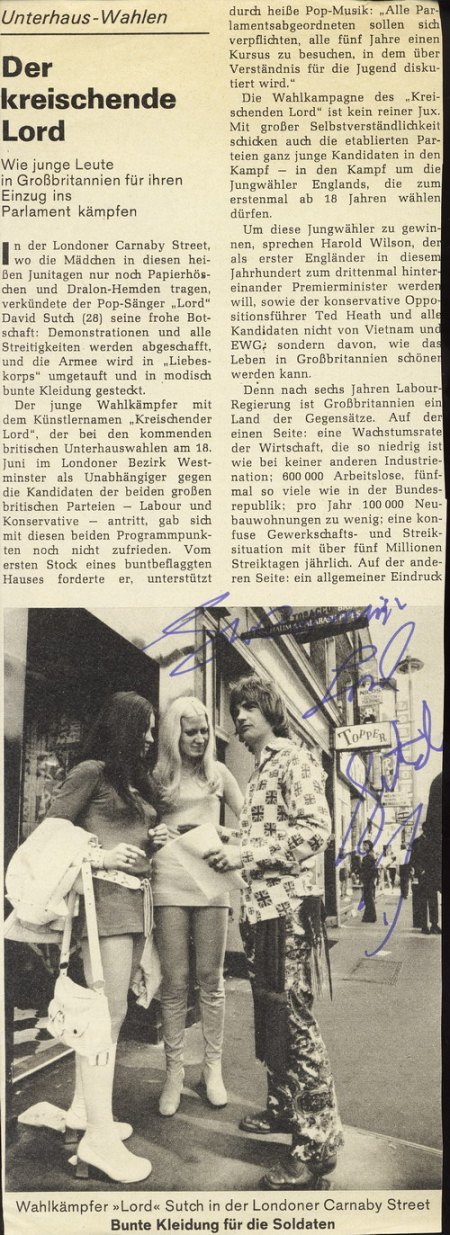 Unterhaus-Wahlen
Der
kreischende
Lord
Wie junge Leute
in Großbritannien für ihren
Einzug ins
Parlament kämpfen
In der Londoner Carnaby Street,
wo die Mädchen in diesen hei-
ßen Junitagen nur noch Papierhös-
chen und Dralon-Hemden tragen,
verkündete der Pop-Sänger „Lord"
David Sutch (28) seine frohe Bot-
schaft: Demonstrationen und alle
Streitigkeiten werden abgeschafft,
und die Armee wird in „Liebes-
korps" umgetauft und in modisch
bunte Kleidung gesteckt.
Der junge Wahlkämpfer mit
dem Künstlernamen „Kreischender
Lord", der bei den kommenden
britischen Unterhauswahlen am 18.
Juni im Londoner Bezirk West-
minster als Unabhängiger gegen
die Kandidaten der beiden großen
britischen Parteien — Labour und
Konservative — antritt, gab sich
mit diesen beiden Programmpunk-
ten noch nicht zufrieden. Vom
ersten Stock eines buntbeflaggten
Hauses forderte er, unterstützt
durch heiße Pop-Musik: „Alle Par-
lamentsabgeordneten sollen sich
verpflichten, alle fünf Jahre einen
Kursus zu besuchen, in dem über
Verständnis für die Jugend disku-
tiert wird."
Die Wahlkampagne des „Krei-
schenden Lord" ist kein reiner Jux.
Mit großer Selbstverständlichkeit
schicken auch die etablierten Par-
teien ganz junge Kandidaten in den
Kampf — in den Kampf um die
Jungwähler Englands, die zum
erstenmal ab 18 Jahren wählen
dürfen.
Um diese Jungwähler zu gewin-
nen, sprechen Harold Wilson, der
als erster Engländer in diesem
Jahrhundert zum drittenmal hinter-
einander Premierminister werden
will, sowie der konservative Oppo-
sitionsführer Ted Heath und alle
Kandidaten nicht von Vietnam und
EWG, sondern davon, wie das
Leben in Großbritannien schöner
werden kann.
Denn nach sechs Jahren Labour-
Regierung ist Großbritannien ein
Land der Gegensätze. Auf der
einen Seite: eine Wachstumsrate
der Wirtschaft, die so niedrig ist
wie bei keiner anderen Industrie-
nation; 600 000 Arbeitslose, fünf-
mal so viele wie in der Bundes-
republik; pro Jahr 100 000 Neu-
bauwohnungen zu wenig; eine kon-
fuse Gewerkschafts- und Streik-
situation mit über fünf Millionen
Streiktagen jährlich. Auf der ande-
ren Seite: ein allgemeiner Eindruck
TOBACCO
Lord
TOPPER
Sutch
Wahlkämpfer »Lord« Sutch in der Londoner Carnaby Street
Bunte Kleidung für die Soldaten